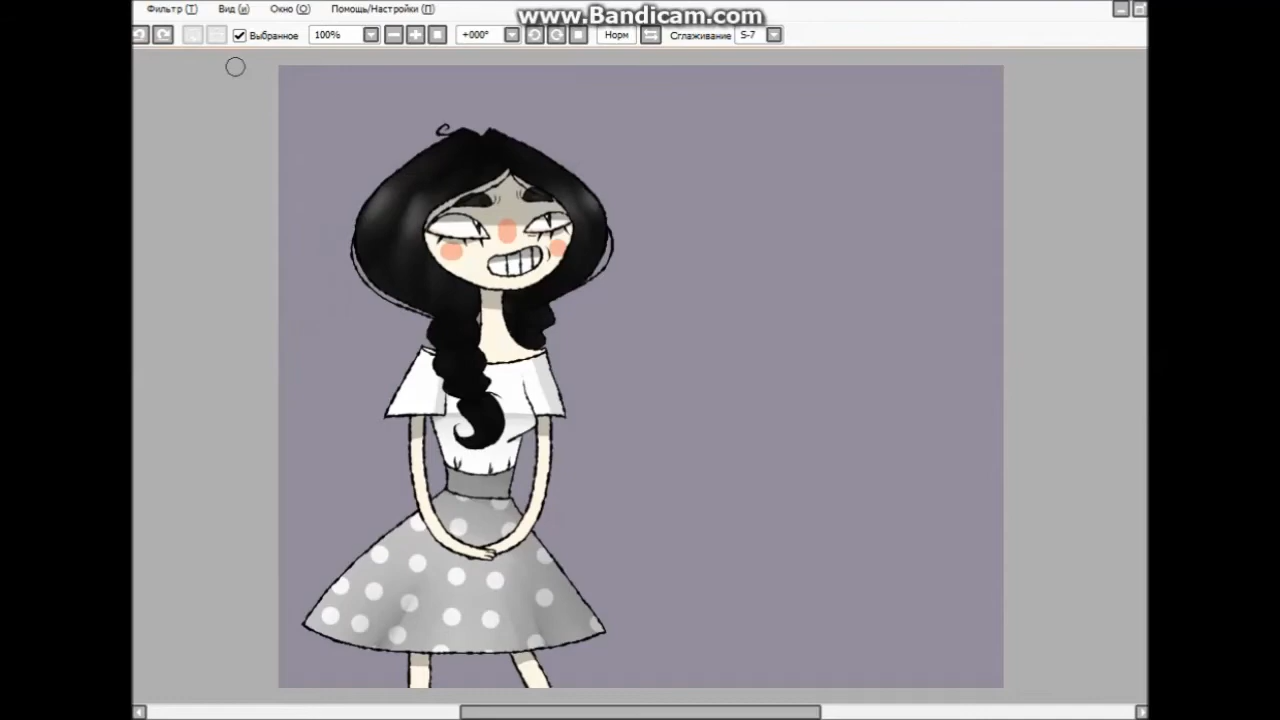 www.Bandicam.com
Фильтр (Т) Вид (и) Окно (О) Помощь/Настройки (П)
Выбранное 100% +000° Норм Сглаживание S-7